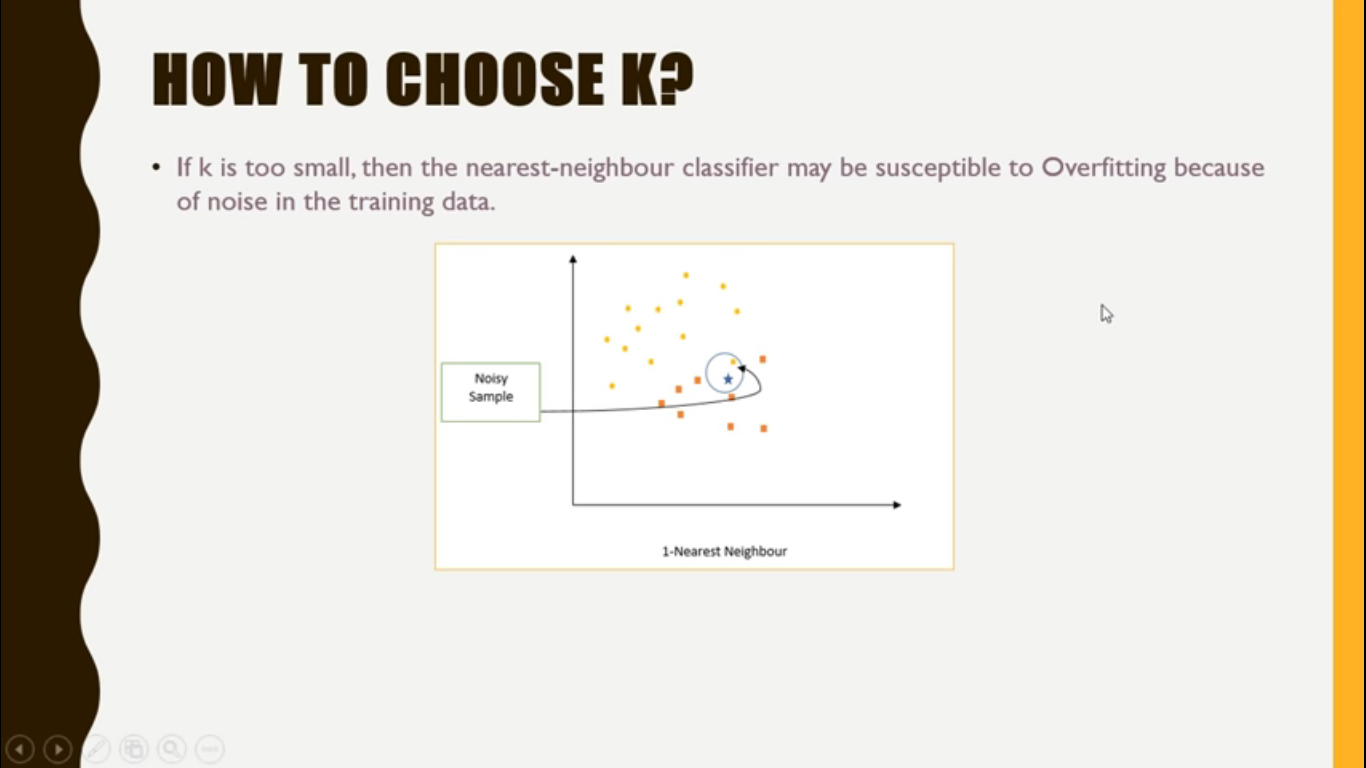 HOW TO CHOOSE K?
• If k is too small, then the nearest-neighbour classifier may be susceptible to Overfitting because
of noise in the training data.
Noisy
Sample
1-Nearest Neighbour